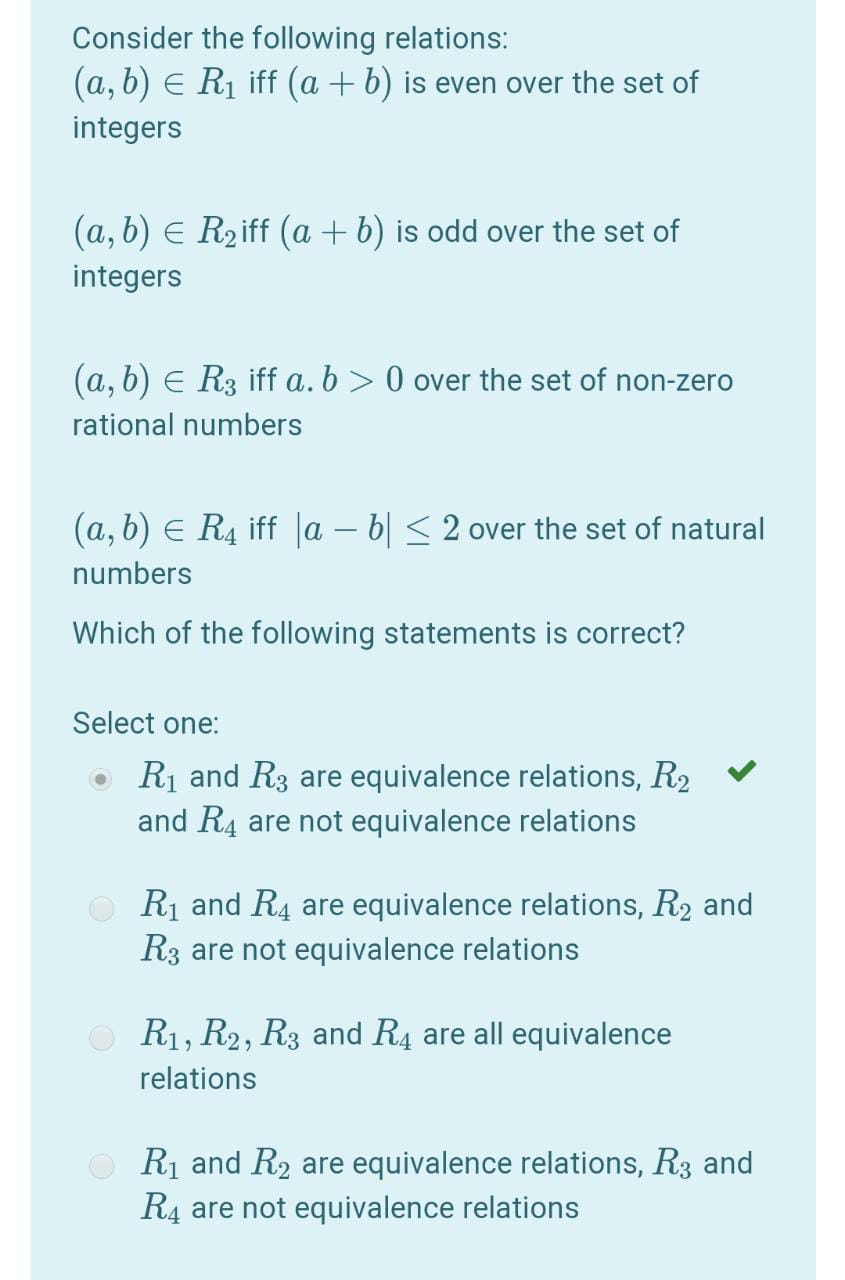 Consider the following relations:
(a, b) ∈ R₁ iff (a + b) is even over the set of
integers
(a, b) ∈ R₂iff (a + b) is odd over the set of
integers
(a, b) ∈ R₃ iff a. b > 0 over the set of non-zero
rational numbers
(a, b) ∈ R₄ iff |a − b| ≤ 2 over the set of natural
numbers
Which of the following statements is correct?
Select one:
R₁ and R₃ are equivalence relations, R₂
and R₄ are not equivalence relations
R₁ and R₄ are equivalence relations, R₂ and
R₃ are not equivalence relations
R₁, R₂, R₃ and R₄ are all equivalence
relations
R₁ and R₂ are equivalence relations, R₃ and
R₄ are not equivalence relations